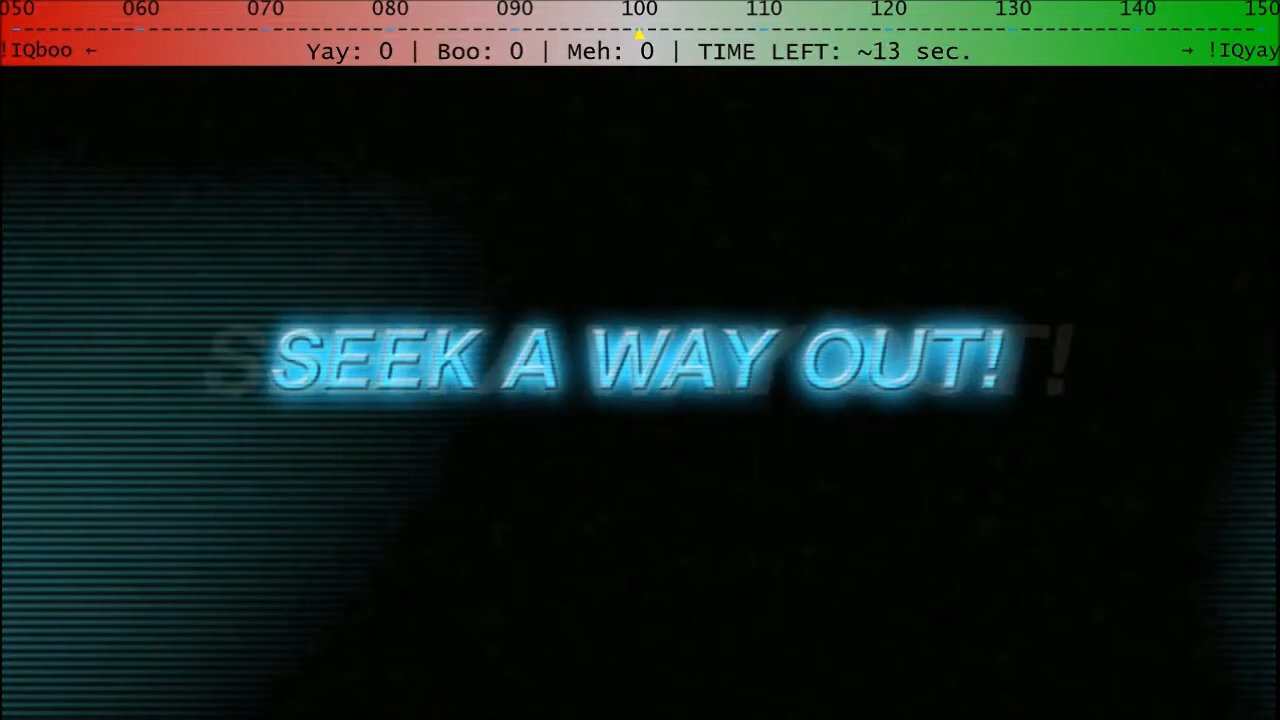 050 060 070 080 090 100 110 120 130 140 150
!IQboo ← Yay: 0 | Boo: 0 | Meh: 0 | TIME LEFT: ~13 sec. → !IQyay
SEEK A WAY OUT!